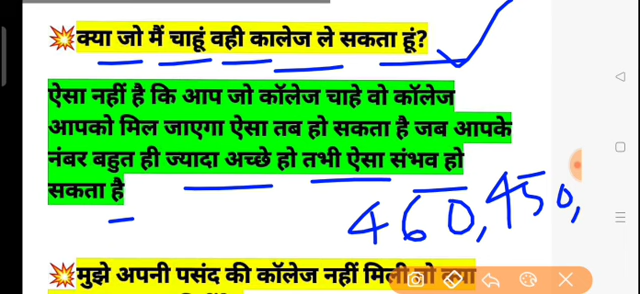 क्या जो मैं चाहूं वही कालेज ले सकता हूं?
ऐसा नहीं है कि आप जो कॉलेज चाहे वो कॉलेज
आपको मिल जाएगा ऐसा तब हो सकता है जब आपके
नंबर बहुत ही ज्यादा अच्छे हो तभी ऐसा संभव हो
सकता है
460, 450,
मुझे अपनी पसंद की कॉलेज नहीं मिली तो